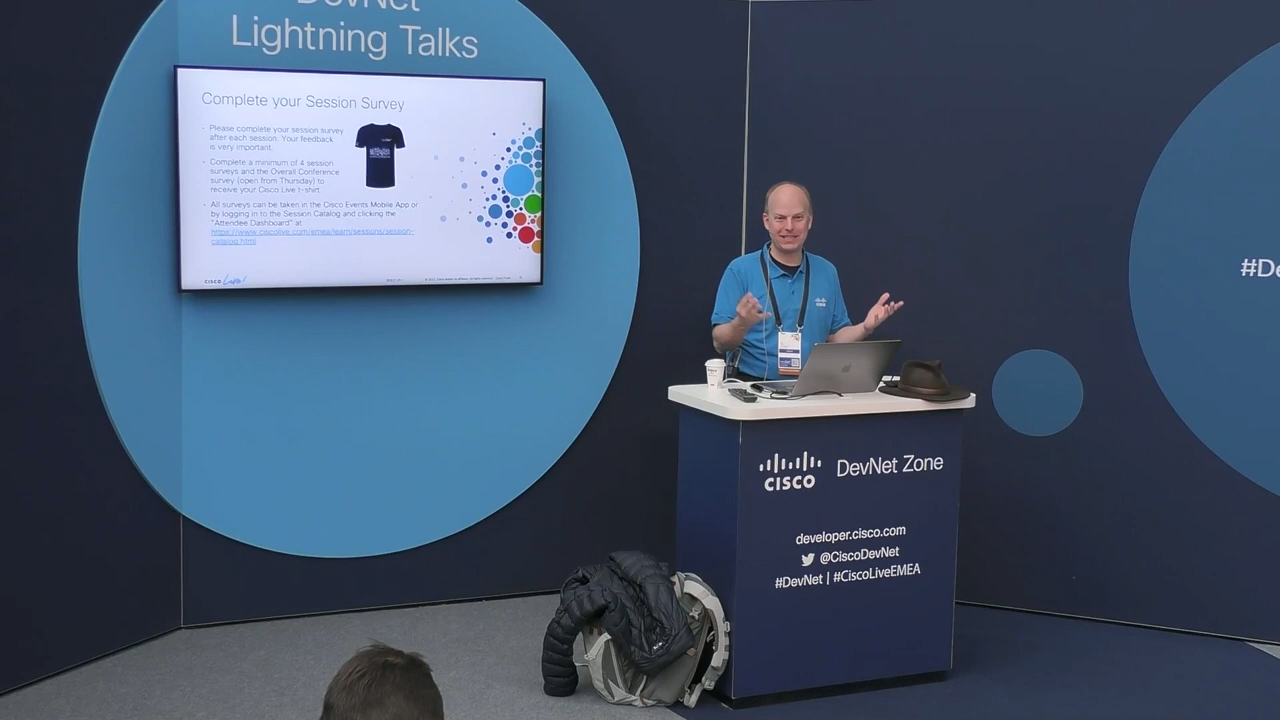 DevNet
Lightning Talks
Complete your Session Survey
- Please complete your session survey
after each session. Your feedback
is very important.
- Complete a minimum of 4 session
surveys and the Overall Conference
survey (open from Thursday) to
receive your Cisco Live t-shirt.
- All surveys can be taken in the Cisco Events Mobile App or
by logging in to the Session Catalog and clicking the
"Attendee Dashboard" at
https://www.ciscolive.com/emea/learn/sessions/session-
catalog.html
CISCO Live!
#De
CISCO
CISCO DevNet Zone
developer.cisco.com
@CiscoDevNet
#DevNet | #CiscoLiveEMEA